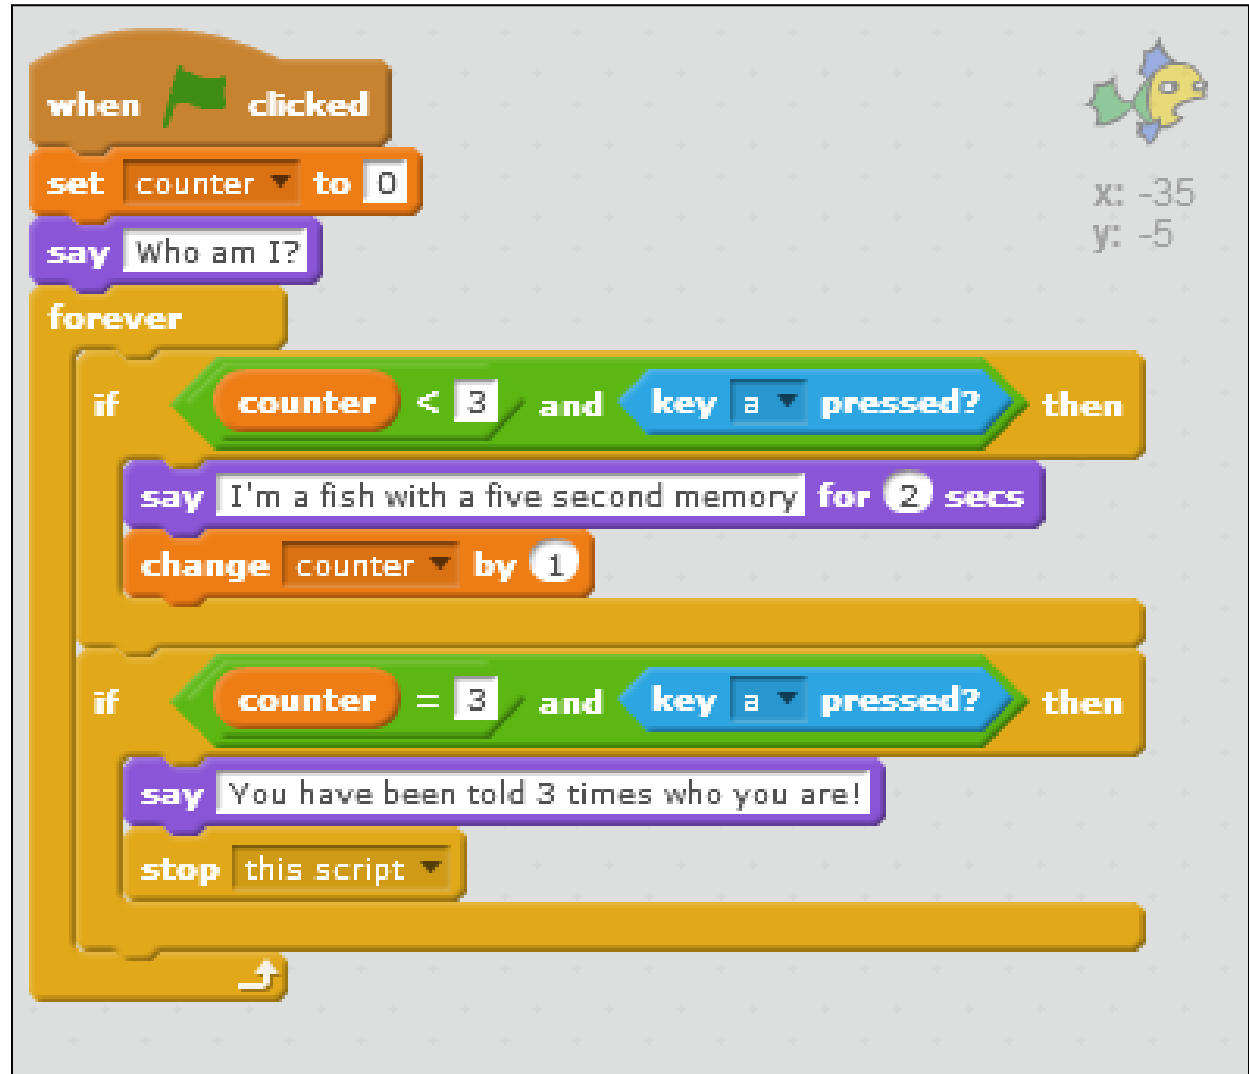 when clicked
set counter to 0
say Who am I?
forever
if counter < 3 and key a pressed? then
say I'm a fish with a five second memory for 2 secs
change counter by 1
if counter = 3 and key a pressed? then
say You have been told 3 times who you are!
stop this script
x: -35
y: -5